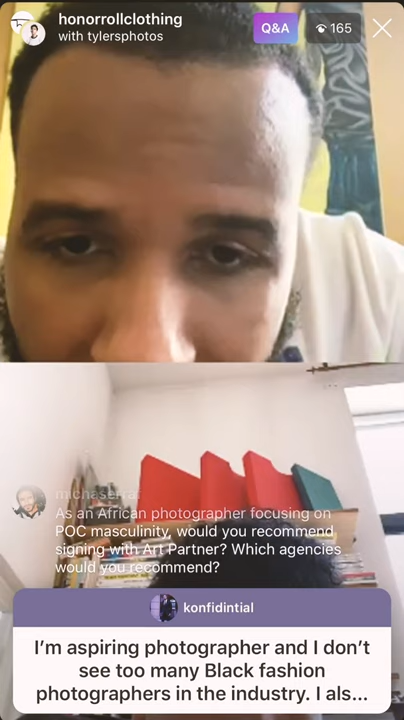 honorrollclothing
with tylersphotos
Q&A
165
As an African photographer focusing on
POC masculinity, would you recommend
signing with Art Partner? Which agencies
would you recommend?
konfidintial
I'm aspiring photographer and I don't
see too many Black fashion
photographers in the industry. I als...